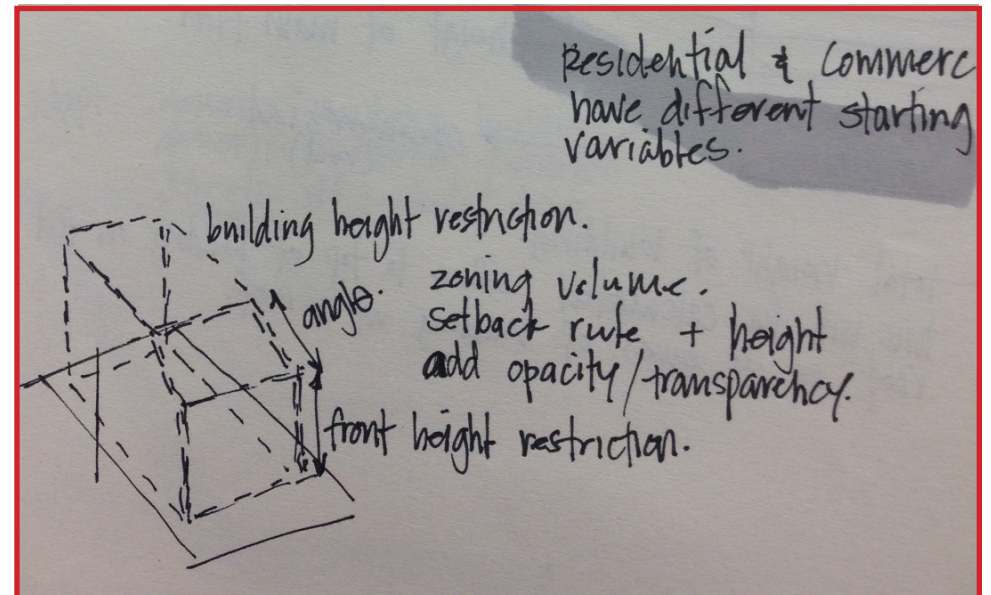 Residential & Commerc
have different starting
variables.
building height restriction.
angle.
zoning volume.
setback rule + height
add opacity/transparency.
front height restriction.